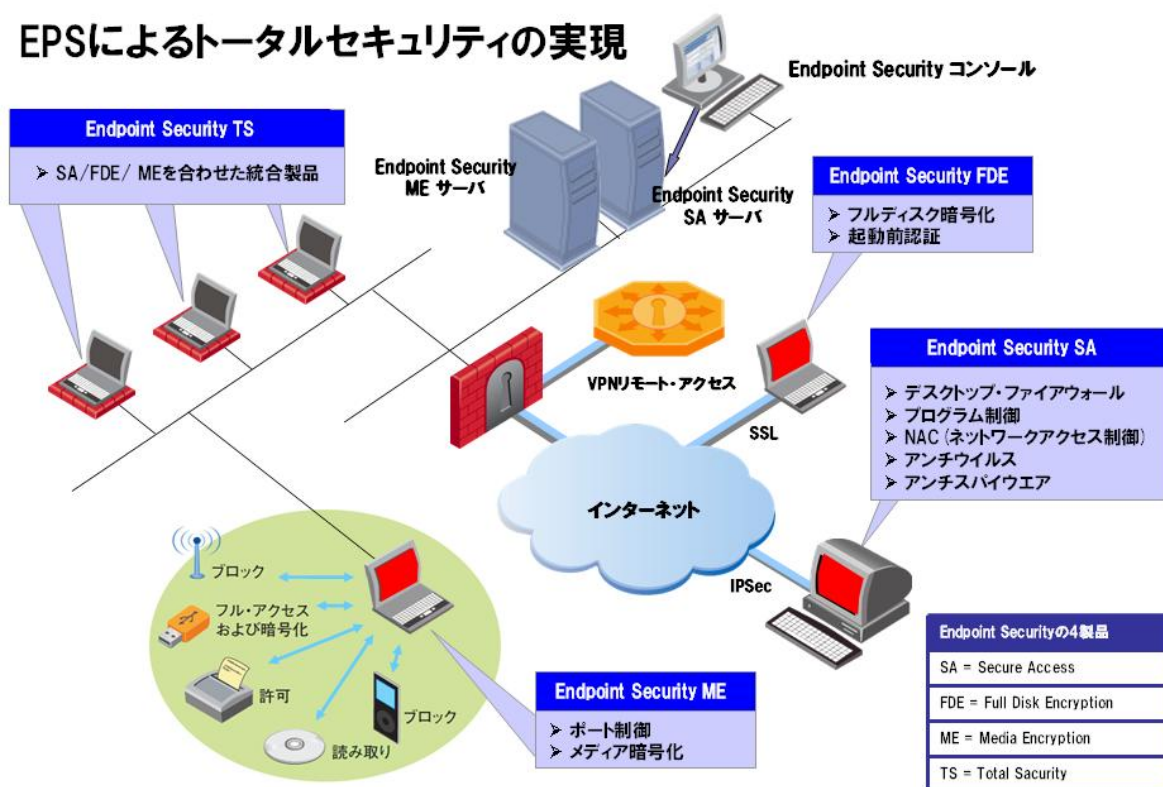 EPSによるトータルセキュリティの実現
Endpoint Security コンソール
Endpoint Security TS
➢ SA/FDE/ MEを合わせた統合製品
Endpoint Security
ME サーバ
Endpoint Security
SA サーバ
Endpoint Security FDE
➢ フルディスク暗号化
➢ 起動前認証
VPNリモート・アクセス
SSL
Endpoint Security SA
➢ デスクトップ・ファイアウォール
➢ プログラム制御
➢ NAC (ネットワークアクセス制御)
➢ アンチウイルス
➢ アンチスパイウエア
インターネット
IPSec
ブロック
フル・アクセス
および暗号化
許可
読み取り
ブロック
Endpoint Security ME
➢ ポート制御
➢ メディア暗号化
Endpoint Securityの4製品
SA = Secure Access
FDE = Full Disk Encryption
ME = Media Encryption
TS = Total Sacurity